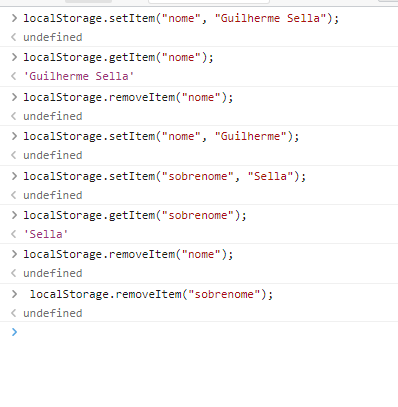 > localStorage.setItem("nome", "Guilherme Sella");
< undefined
> localStorage.getItem("nome");
< 'Guilherme Sella'
> localStorage.removeItem("nome");
< undefined
> localStorage.setItem("nome", "Guilherme");
< undefined
> localStorage.setItem("sobrenome", "Sella");
< undefined
> localStorage.getItem("sobrenome");
< 'Sella'
> localStorage.removeItem("nome");
< undefined
> localStorage.removeItem("sobrenome");
< undefined
>